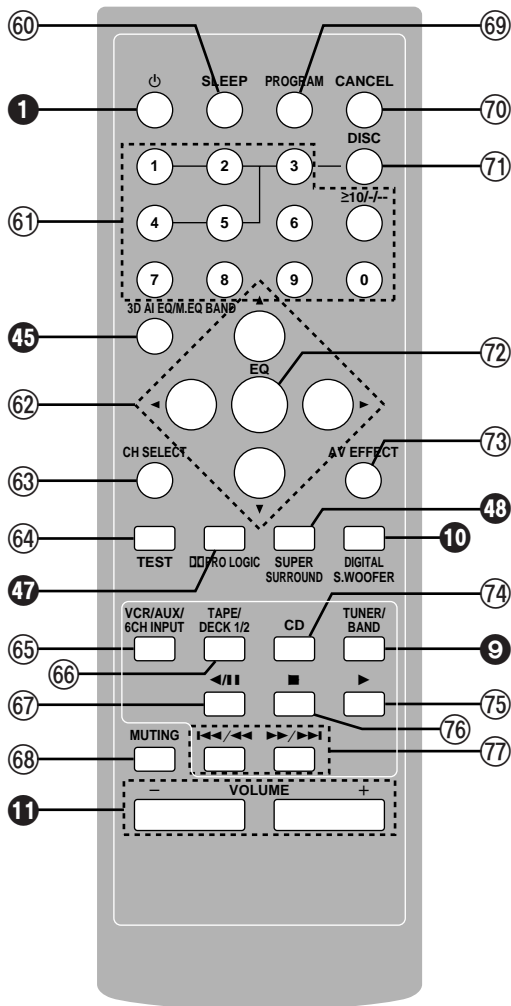 60 69
SLEEP PROGRAM CANCEL
1 70
DISC
1 2 3 71
≥10/-/--
61
4 5 6
7 8 9 0
3D AI EQ/M.EQ BAND
45
EQ 72
62
CH SELECT AV EFFECT
63 73
48
64 10
TEST PRO LOGIC SUPER SURROUND DIGITAL S.WOOFER
47
74
VCR/AUX/ 6CH INPUT TAPE/ DECK 1/2 CD TUNER/ BAND
65 9
66
67 75
76
MUTING 77
68
− VOLUME +
11